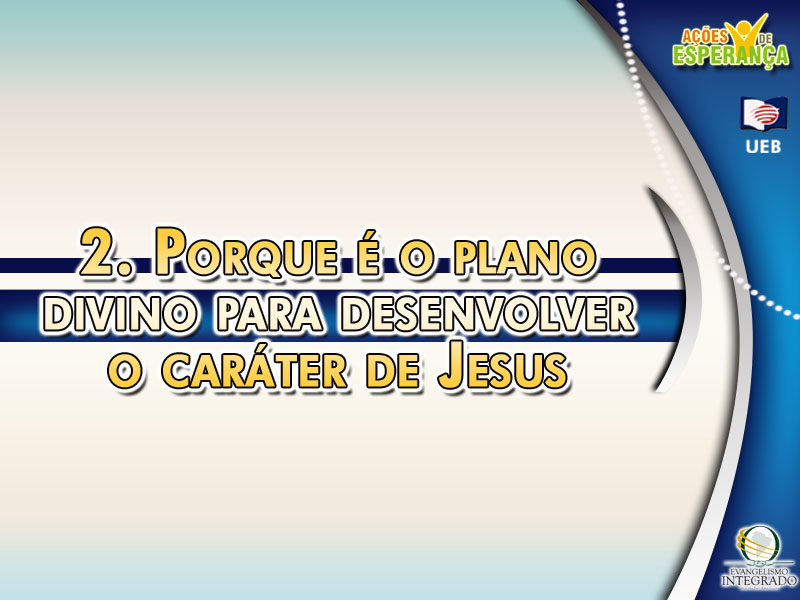 AÇÕES DE
ESPERANÇA
UEB
2. PORQUE É O PLANO
DIVINO PARA DESENVOLVER
O CARÁTER DE JESUS
EVANGELISMO
INTEGRADO